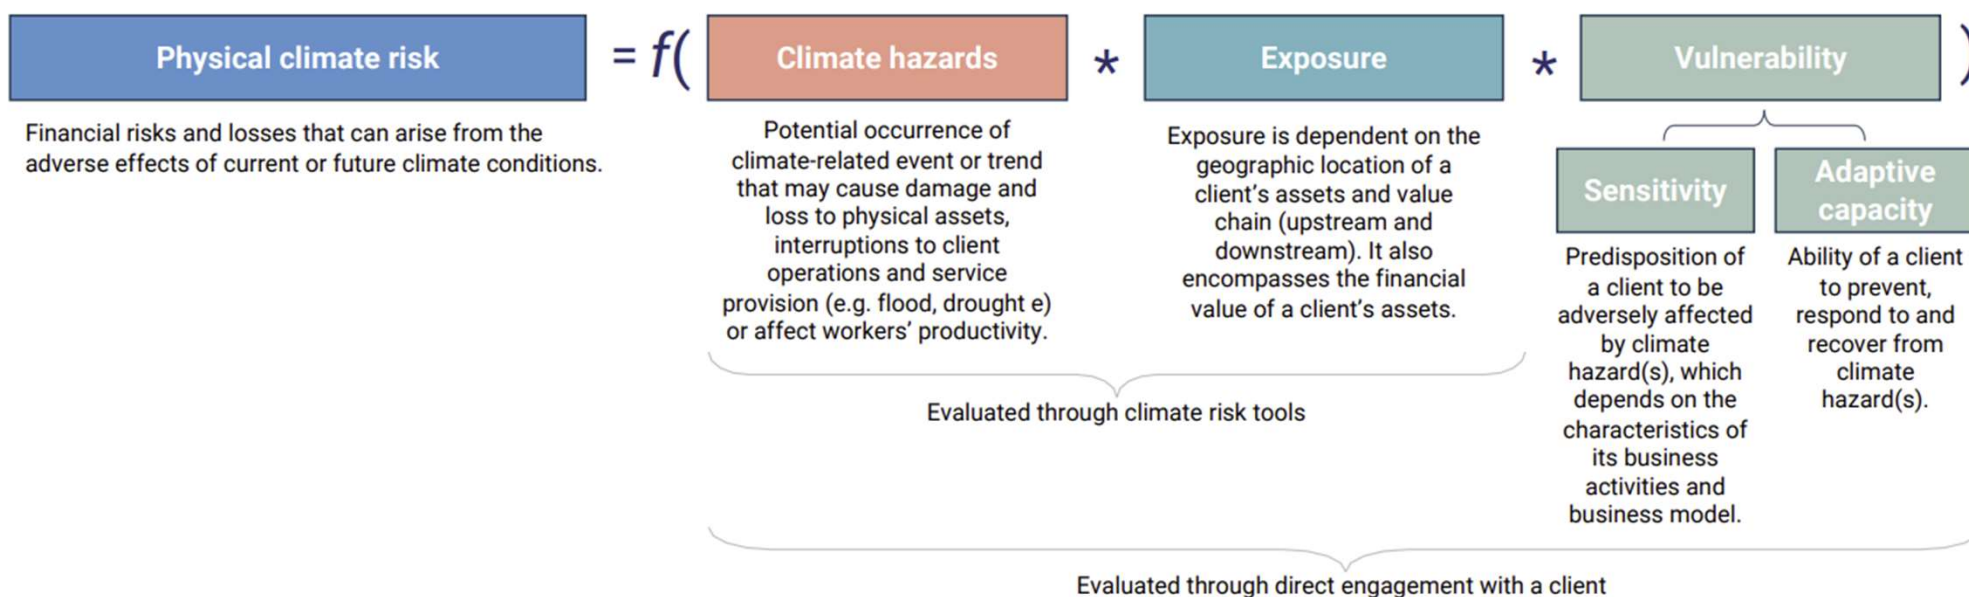 Physical climate risk = f( Climate hazards * Exposure * Vulnerability )
Financial risks and losses that can arise from the
adverse effects of current or future climate conditions.
Potential occurrence of
climate-related event or trend
that may cause damage and
loss to physical assets,
interruptions to client
operations and service
provision (e.g. flood, drought e)
or affect workers' productivity.
Exposure is dependent on the
geographic location of a
client's assets and value
chain (upstream and
downstream). It also
encompasses the financial
value of a client's assets.
Sensitivity
Predisposition of
a client to be
adversely affected
by climate
hazard(s), which
depends on the
characteristics of
its business
activities and
business model.
Adaptive
capacity
Ability of a client
to prevent,
respond to and
recover from
climate
hazard(s).
Evaluated through climate risk tools
Evaluated through direct engagement with a client